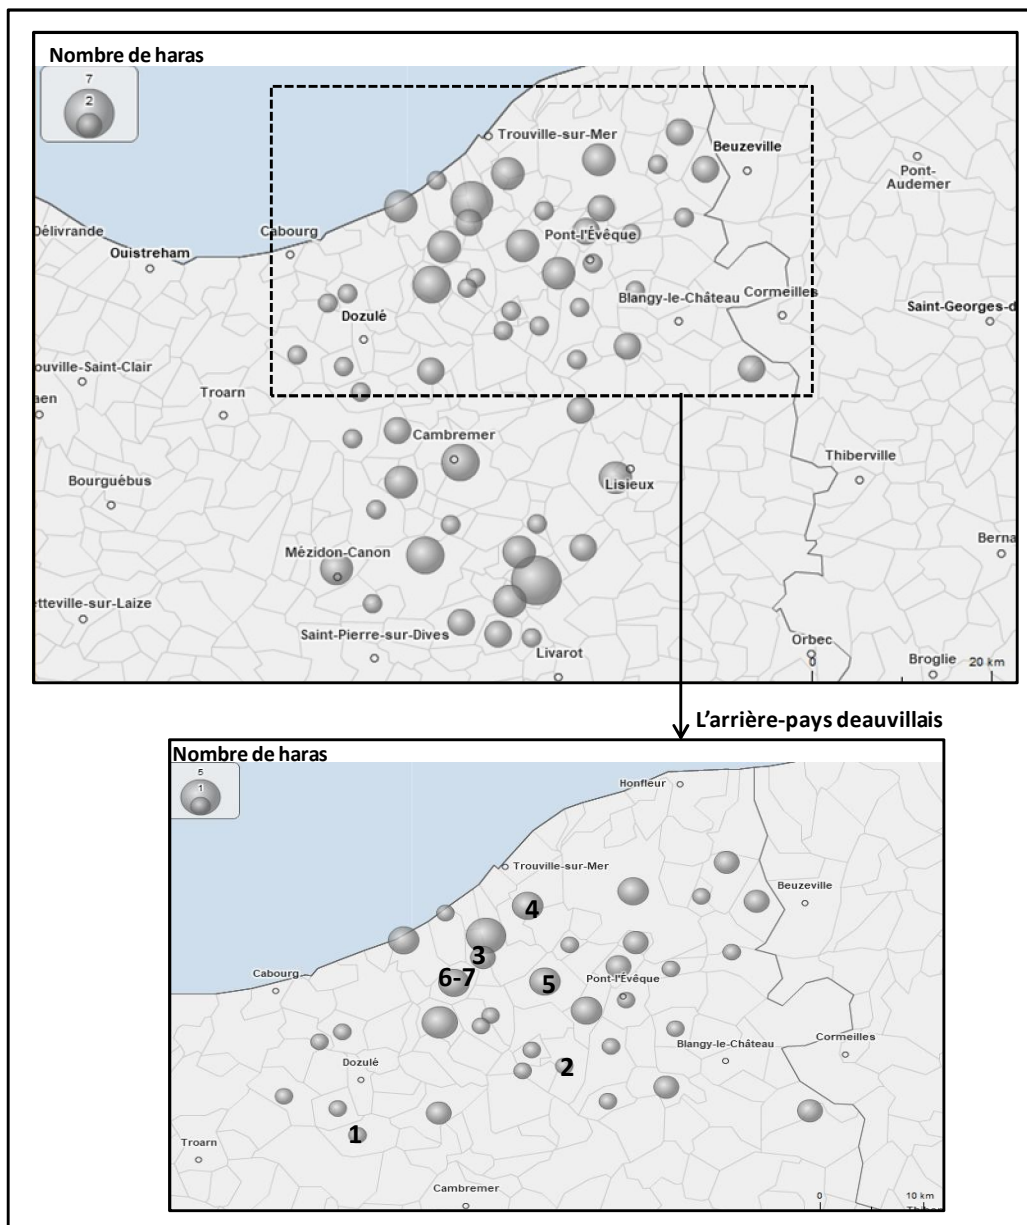 Nombre de haras
7
2
Trouville-sur-Mer
Beuzeville
Pont-
Audemer
Délivrande
Cabourg
Pont-l'Évêque
Ouistreham
Blangy-le-Château
Cormeilles
Saint-Georges-d
Dozulé
ouville-Saint-Clair
Troarn
aen
Cambremer
Thiberville
Bourguébus
Lisieux
Mézidon-Canon
Berna
etteville-sur-Laize
Saint-Pierre-sur-Dives
Livarot
Orbec
Broglie
0 20 km
L'arrière-pays deauvillais
Nombre de haras
5
1
Honfleur
Trouville-sur-Mer
Beuzeville
4
3
Cabourg
6-7
5
Pont-l'Évêque
Dozulé
2
Blangy-le-Château
Cormeilles
1
Troarn
Cambremer
0 10 km